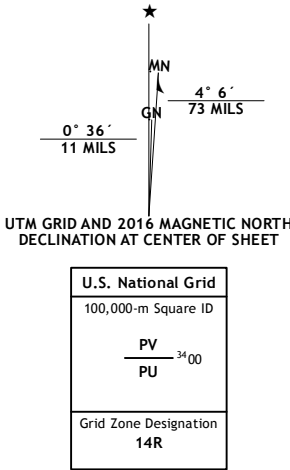 ★
MN
GN
4° 6´
73 MILS
0° 36´
11 MILS
UTM GRID AND 2016 MAGNETIC NORTH
DECLINATION AT CENTER OF SHEET
U.S. National Grid
100,000-m Square ID
PV
3400
PU
Grid Zone Designation
14R